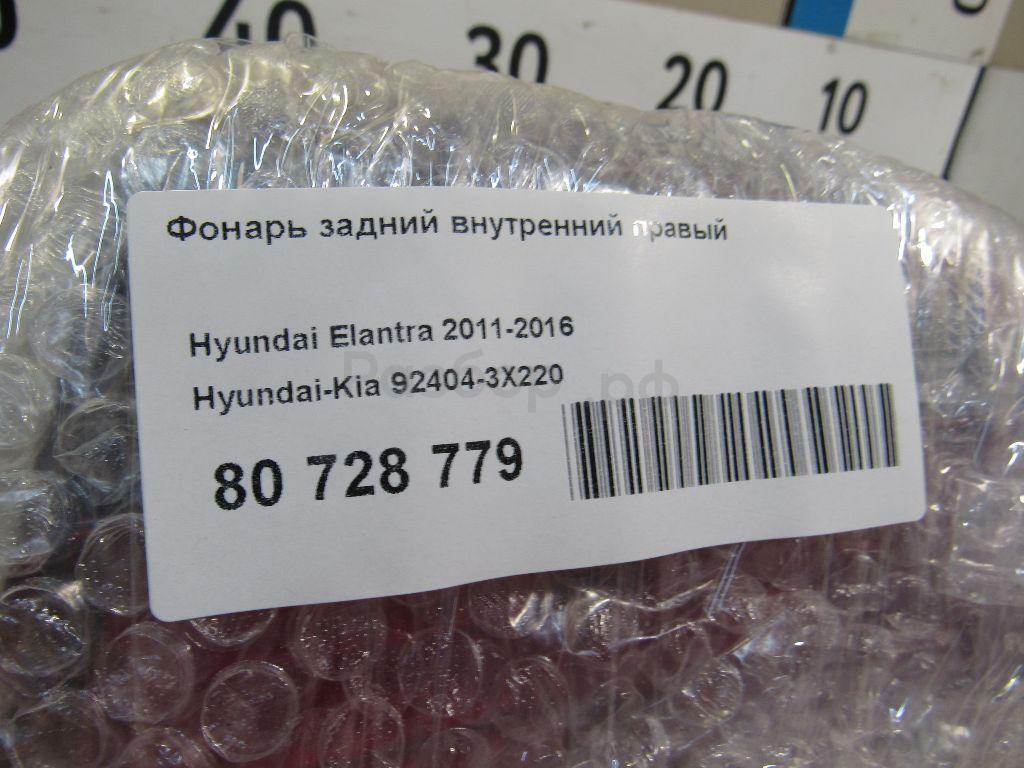 40 30 20 10
Фонарь задний внутренний правый
Hyundai Elantra 2011-2016
Hyundai-Kia 92404-3X220
80 728 779